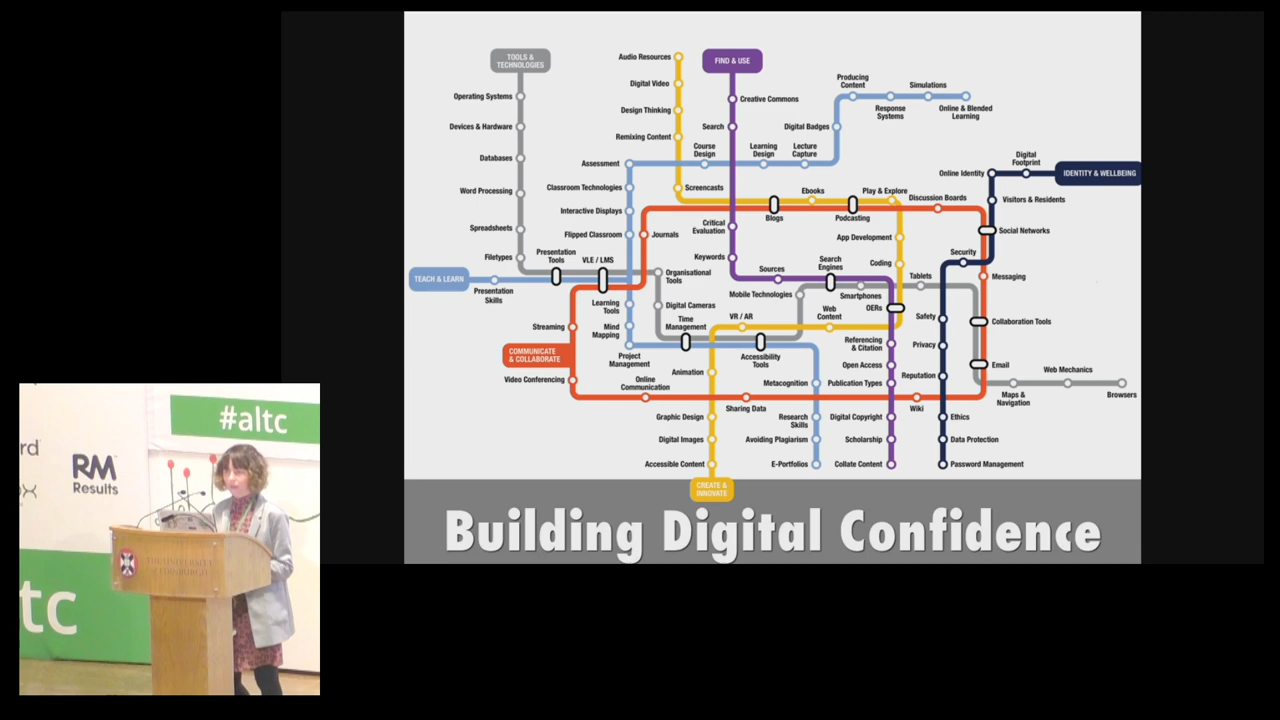 TOOLS &
TECHNOLOGIES
Operating Systems
Devices & Hardware
Databases
Word Processing
Spreadsheets
Filetypes
Presentation
Tools
VLE / LMS
TEACH & LEARN
Presentation
Skills
Audio Resources
Digital Video
Design Thinking
Remixing Content
Screencasts
FIND & USE
Creative Commons
Search
Critical
Evaluation
Keywords
Sources
Assessment
Course
Design
Learning
Design
Lecture
Capture
Digital Badges
Producing
Content
Response
Systems
Simulations
Online & Blended
Learning
Classroom Technologies
Interactive Displays
Flipped Classroom
Journals
Learning
Tools
Mind
Mapping
Project
Management
Organisational
Tools
Digital Cameras
Time
Management
Accessibility
Tools
Streaming
COMMUNICATE
& COLLABORATE
Video Conferencing
Online
Communication
Sharing Data
Wiki
Blogs
Ebooks
Podcasting
Play & Explore
Discussion Boards
App Development
Coding
Search
Engines
Mobile Technologies
Smartphones
Tablets
OERs
VR / AR
Web
Content
Animation
Graphic Design
Digital Images
Accessible Content
CREATE &
INNOVATE
Metacognition
Research
Skills
Avoiding Plagiarism
E-Portfolios
Referencing
& Citation
Open Access
Publication Types
Digital Copyright
Scholarship
Collate Content
Digital
Footprint
Online Identity
IDENTITY & WELLBEING
Visitors & Residents
Social Networks
Security
Messaging
Safety
Collaboration Tools
Privacy
Email
Reputation
Web Mechanics
Maps &
Navigation
Browsers
Ethics
Data Protection
Password Management
Building Digital Confidence
#altc
rd
RM
Results
THE UNIVERSITY
of EDINBURGH
tc